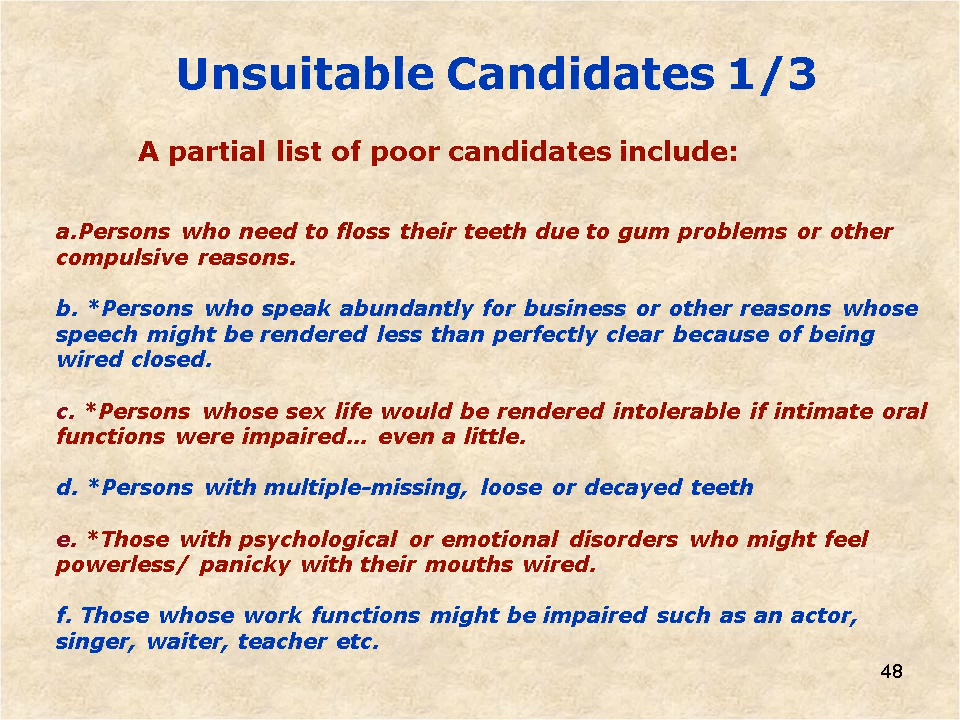 Unsuitable Candidates 1/3
A partial list of poor candidates include:
a.Persons who need to floss their teeth due to gum problems or other
compulsive reasons.
b. *Persons who speak abundantly for business or other reasons whose
speech might be rendered less than perfectly clear because of being
wired closed.
c. *Persons whose sex life would be rendered intolerable if intimate oral
functions were impaired... even a little.
d. *Persons with multiple-missing, loose or decayed teeth
e. *Those with psychological or emotional disorders who might feel
powerless/ panicky with their mouths wired.
f. Those whose work functions might be impaired such as an actor,
singer, waiter, teacher etc.
48